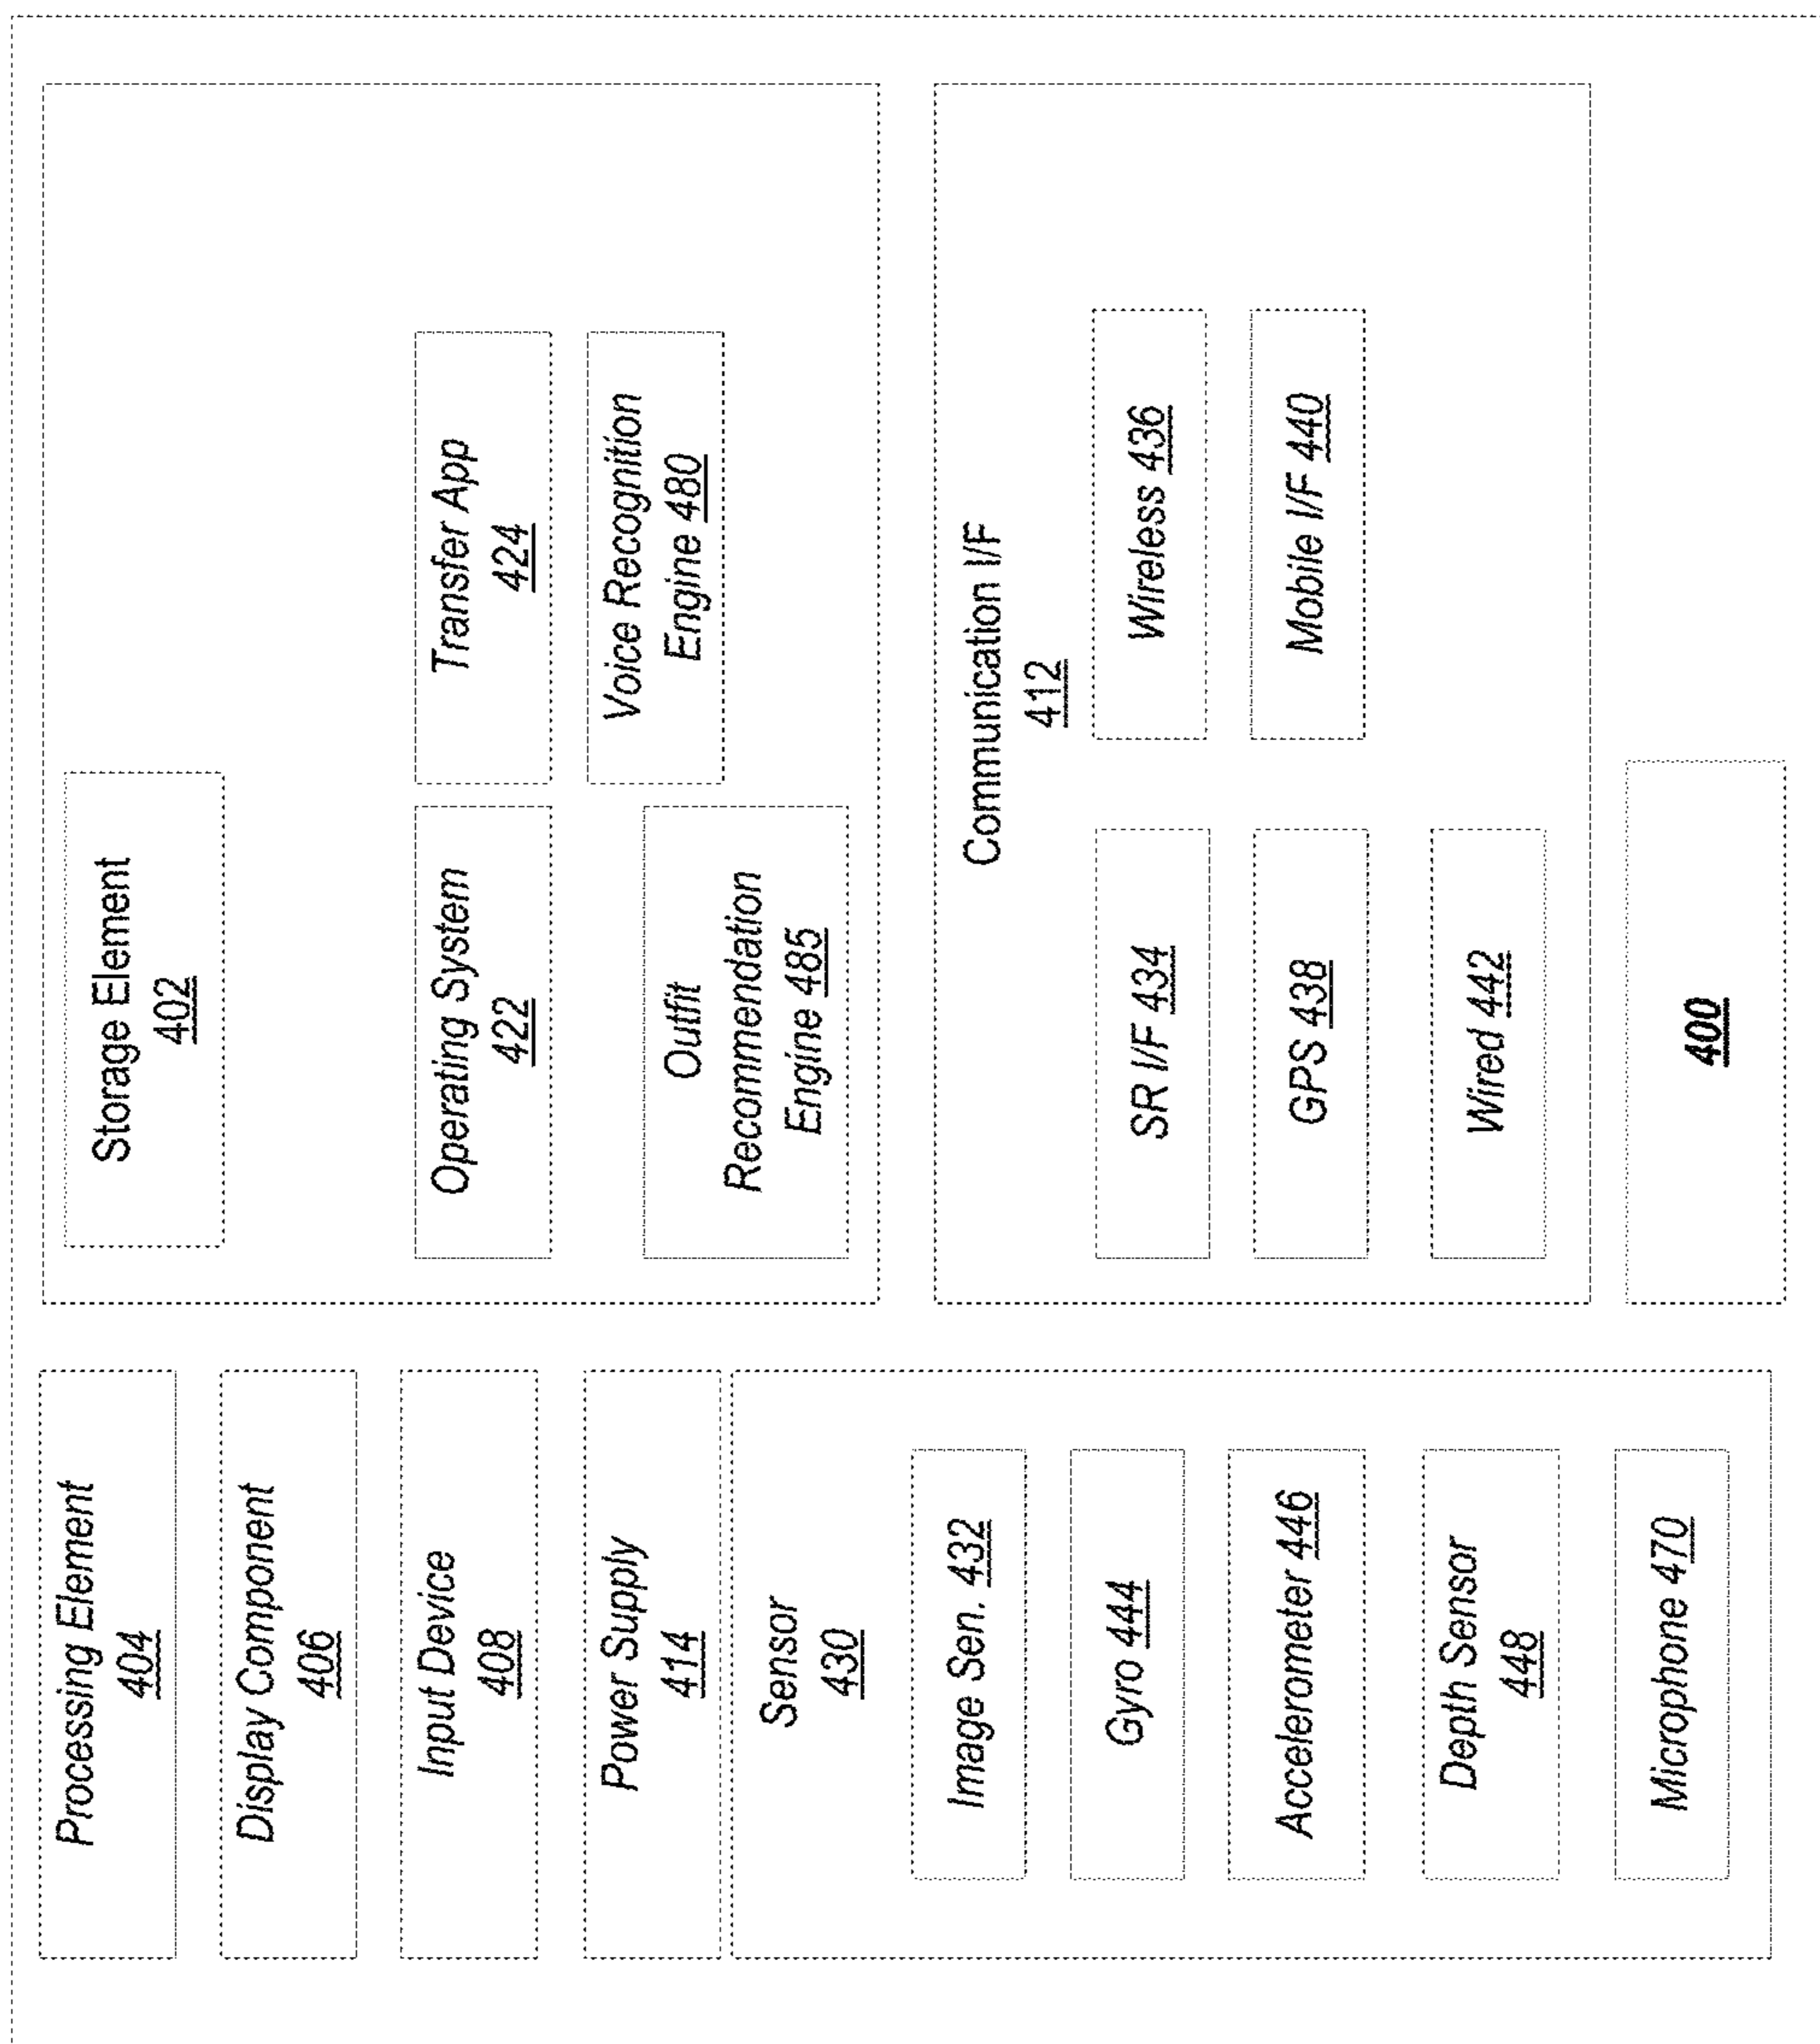 Processing Element
404
Display Component
406
Input Device
408
Power Supply
414
Sensor
430
Image Sen. 432
Gyro 444
Accelerometer 446
Depth Sensor
448
Microphone 470
Storage Element
402
Operating System
422
Transfer App
424
Outfit
Recommendation
Engine 485
Voice Recognition
Engine 480
Communication I/F
412
SR I/F 434
Wireless 436
GPS 438
Mobile I/F 440
Wired 442
400